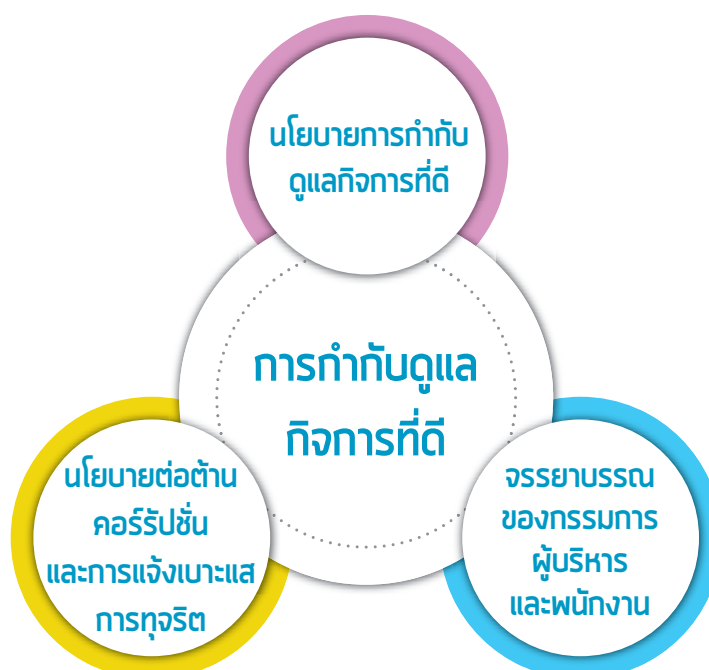 นโยบายการกำกับ
ดูแลกิจการที่ดี
การกำกับดูแล
กิจการที่ดี
นโยบายต่อต้าน
คอร์รัปชั่น
และการแจ้งเบาะแส
การทุจริต
จรรยาบรรณ
ของกรรมการ
ผู้บริหาร
และพนักงาน